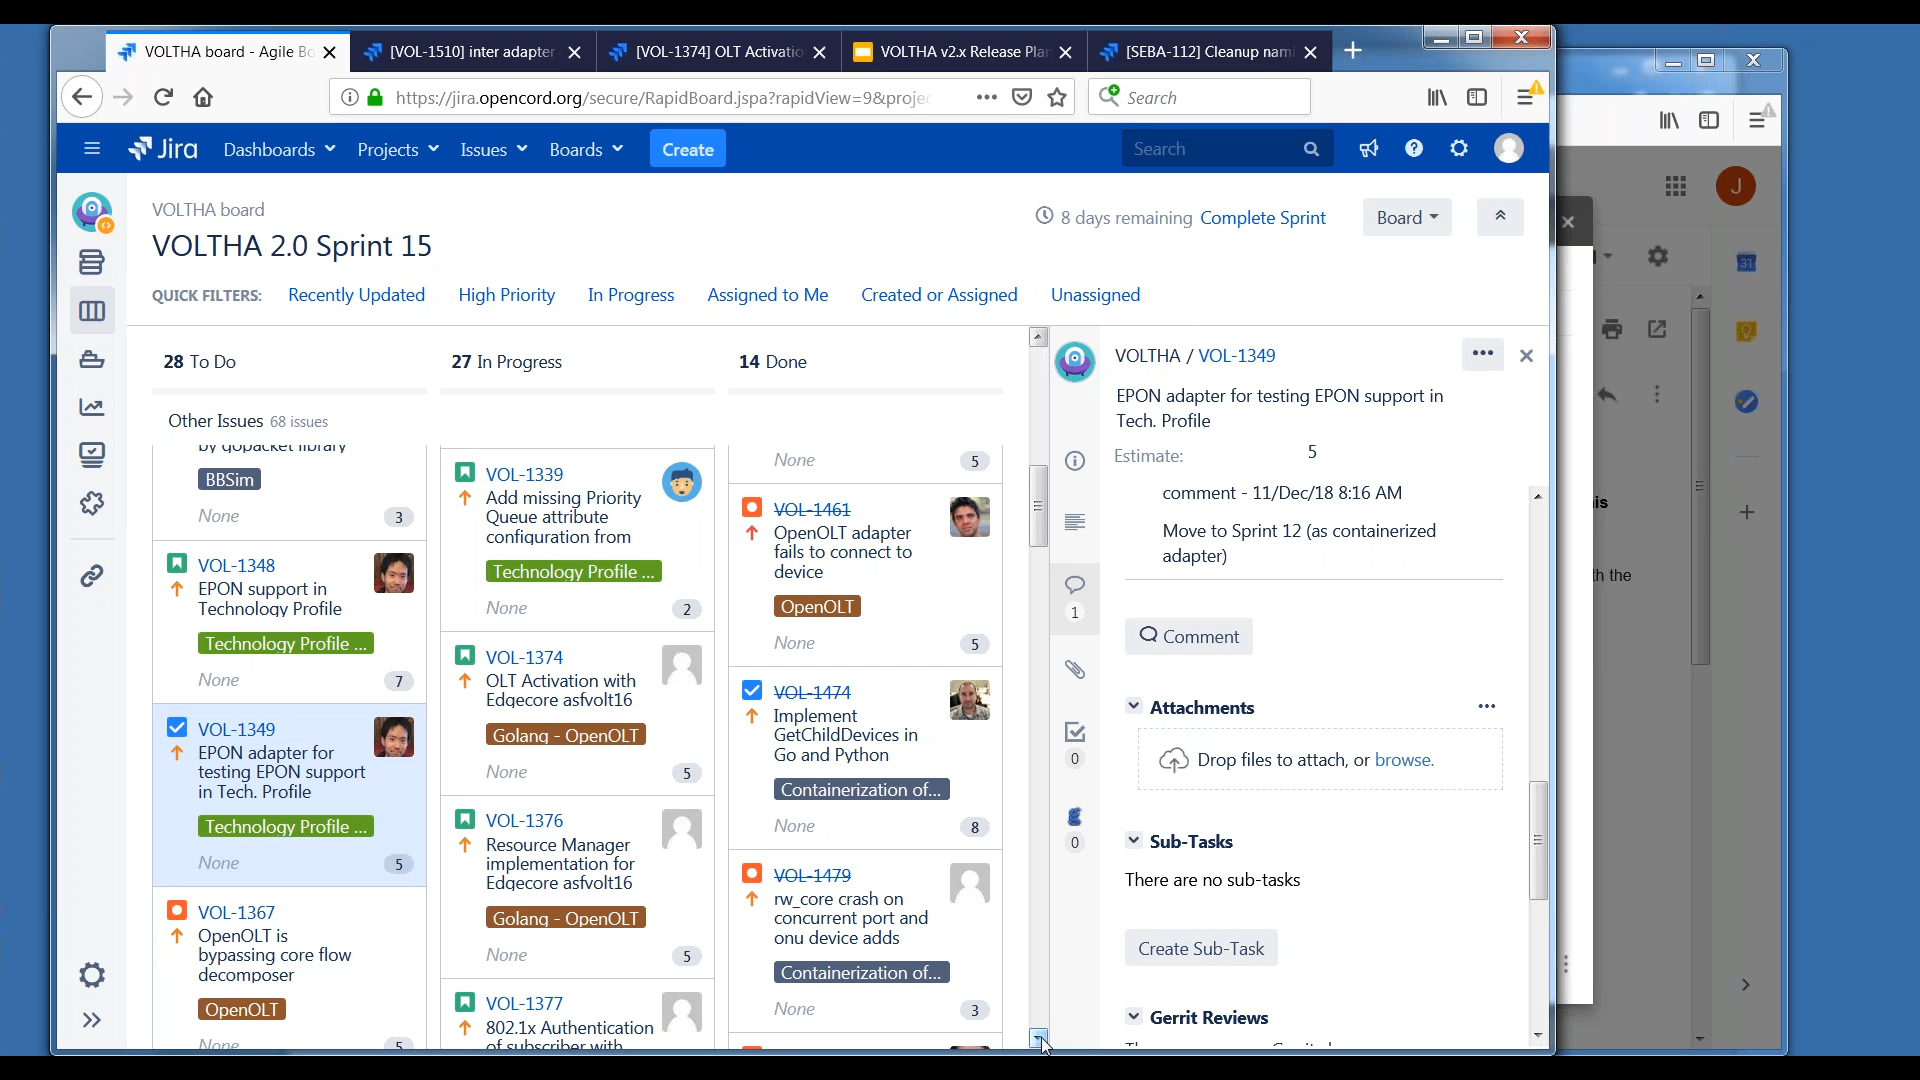 VOLTHA board - Agile Bo
[VOL-1510] inter adapter
[VOL-1374] OLT Activatio
VOLTHA v2.x Release Plan
[SEBA-112] Cleanup nami
https://jira.opencord.org/secure/RapidBoard.jspa?rapidView=9&projec
Search
Jira
Dashboards
Projects
Issues
Boards
Create
Search
J
31
VOLTHA board
VOLTHA 2.0 Sprint 15
8 days remaining
Complete Sprint
Board
QUICK FILTERS:
Recently Updated
High Priority
In Progress
Assigned to Me
Created or Assigned
Unassigned
28 To Do
27 In Progress
14 Done
Other Issues 68 issues
by gopacket library
BBSim
None
3
VOL-1348
EPON support in
Technology Profile
Technology Profile ...
None
7
VOL-1349
EPON adapter for
testing EPON support
in Tech. Profile
Technology Profile ...
None
5
VOL-1367
OpenOLT is
bypassing core flow
decomposer
OpenOLT
None
5
VOL-1339
Add missing Priority
Queue attribute
configuration from
Technology Profile ...
None
2
VOL-1374
OLT Activation with
Edgecore asfvolt16
Golang - OpenOLT
None
5
VOL-1376
Resource Manager
implementation for
Edgecore asfvolt16
Golang - OpenOLT
None
5
VOL-1377
802.1x Authentication
of subscriber with
None
5
VOL-1461
OpenOLT adapter
fails to connect to
device
OpenOLT
None
5
VOL-1474
Implement
GetChildDevices in
Go and Python
Containerization of...
None
8
VOL-1479
rw_core crash on
concurrent port and
onu device adds
Containerization of...
None
3
VOLTHA / VOL-1349
EPON adapter for testing EPON support in
Tech. Profile
Estimate:
5
comment - 11/Dec/18 8:16 AM
Move to Sprint 12 (as containerized
adapter)
1
Comment
Attachments
Drop files to attach, or browse.
0
Sub-Tasks
0
There are no sub-tasks
Create Sub-Task
Gerrit Reviews
is
th the